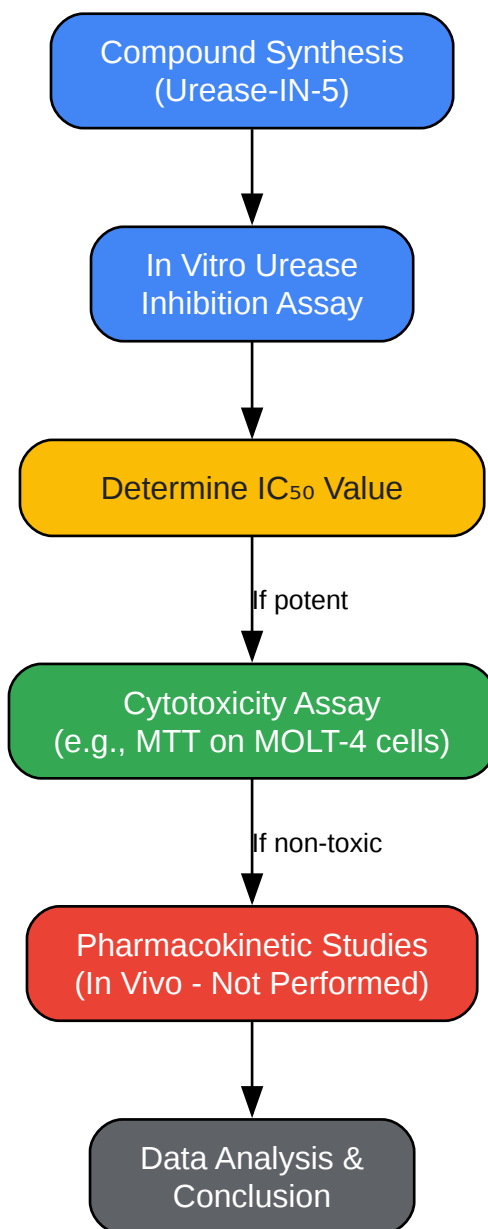 Compound Synthesis
(Urease-IN-5)
In Vitro Urease
Inhibition Assay
Determine IC₅₀ Value
If potent
Cytotoxicity Assay
(e.g., MTT on MOLT-4 cells)
If non-toxic
Pharmacokinetic Studies
(In Vivo - Not Performed)
Data Analysis &
Conclusion